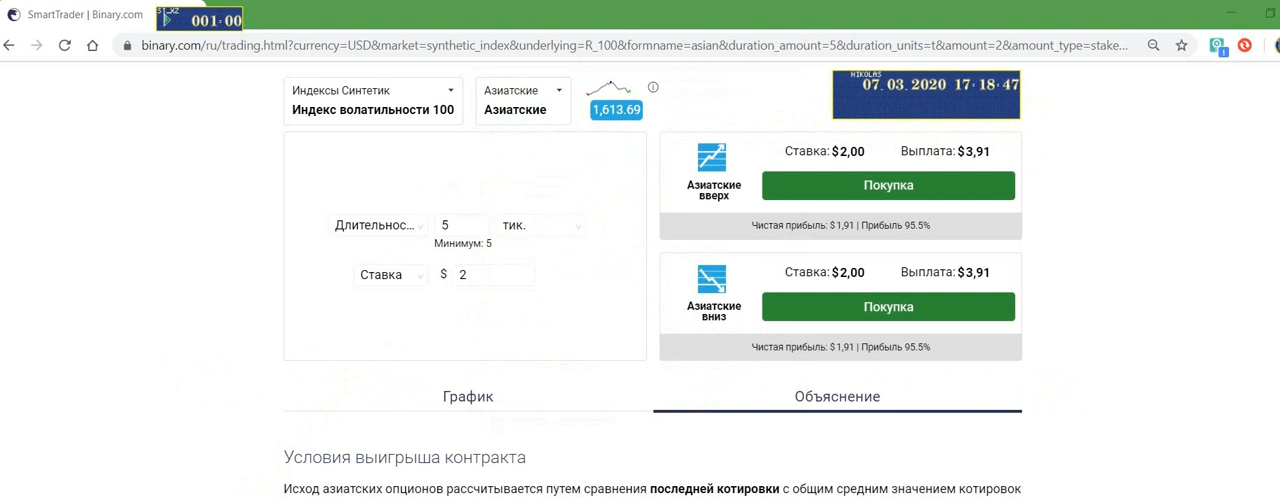 SmartTrader | Binary.com
ST_XZ
001:00
binary.com/ru/trading.html?currency=USD&market=synthetic_index&underlying=R_100&formname=asian&duration_amount=5&duration_units=t&amount=2&amount_type=stake...
Индексы Синтетик
Индекс волатильности 100
Азиатские
Азиатские
1,613.69
NIKOLAS
07.03.2020 17:18:47
Длительнос...
5
тик.
Минимум: 5
Ставка
$
2
Азиатские
вверх
Ставка: $2,00
Выплата: $3,91
Покупка
Чистая прибыль: $1,91 | Прибыль 95.5%
Азиатские
вниз
Ставка: $2,00
Выплата: $3,91
Покупка
Чистая прибыль: $1,91 | Прибыль 95.5%
График
Объяснение
Условия выигрыша контракта
Исход азиатских опционов рассчитывается путем сравнения последней котировки с общим средним значением котировок